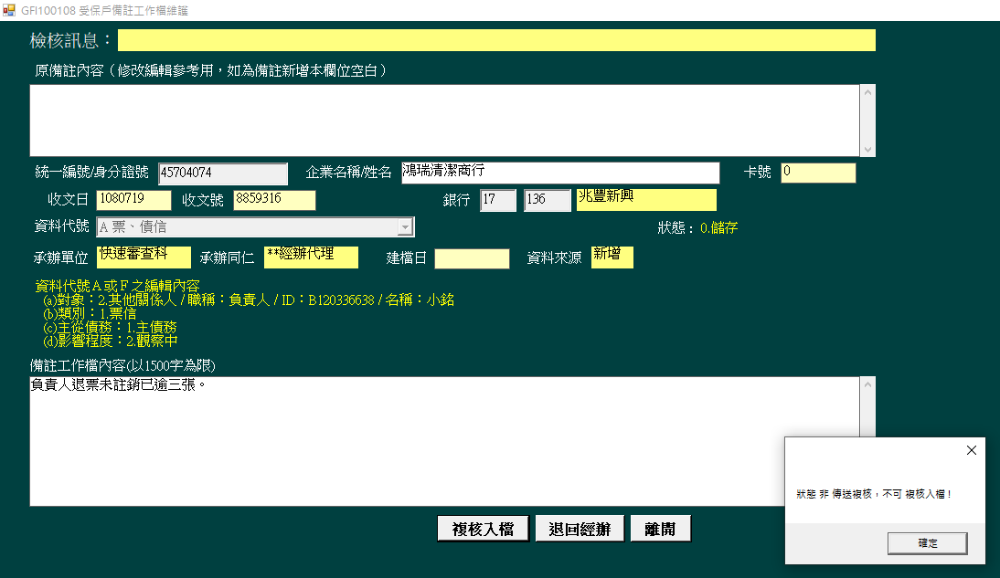 GFI100108 受保戶備註工作檔維護
檢核訊息：
原備註內容（修改編輯參考用，如為備註新增本欄位空白）
統一編號/身分證號 45704074 企業名稱/姓名 鴻瑞清潔商行 卡號 0
收文日 1080719 收文號 8859316 銀行 17 136 兆豐新興
資料代號 A 票、債信 狀態： 0.儲存
承辦單位 快速審查科 承辦同仁 **經辦代理 建檔日 資料來源 新增
資料代號A或F之編輯內容
(a)對象：2.其他關係人 / 職稱：負責人 / ID：B120336638 / 名稱：小銘
(b)類別：1.票信
(c)主從債務：1.主債務
(d)影響程度：2.觀察中
備註工作檔內容(以1500字為限)
負責人退票未註銷已逾三張。
狀態 非 傳送複核，不可 複核入檔！
確定
複核入檔 退回經辦 離開